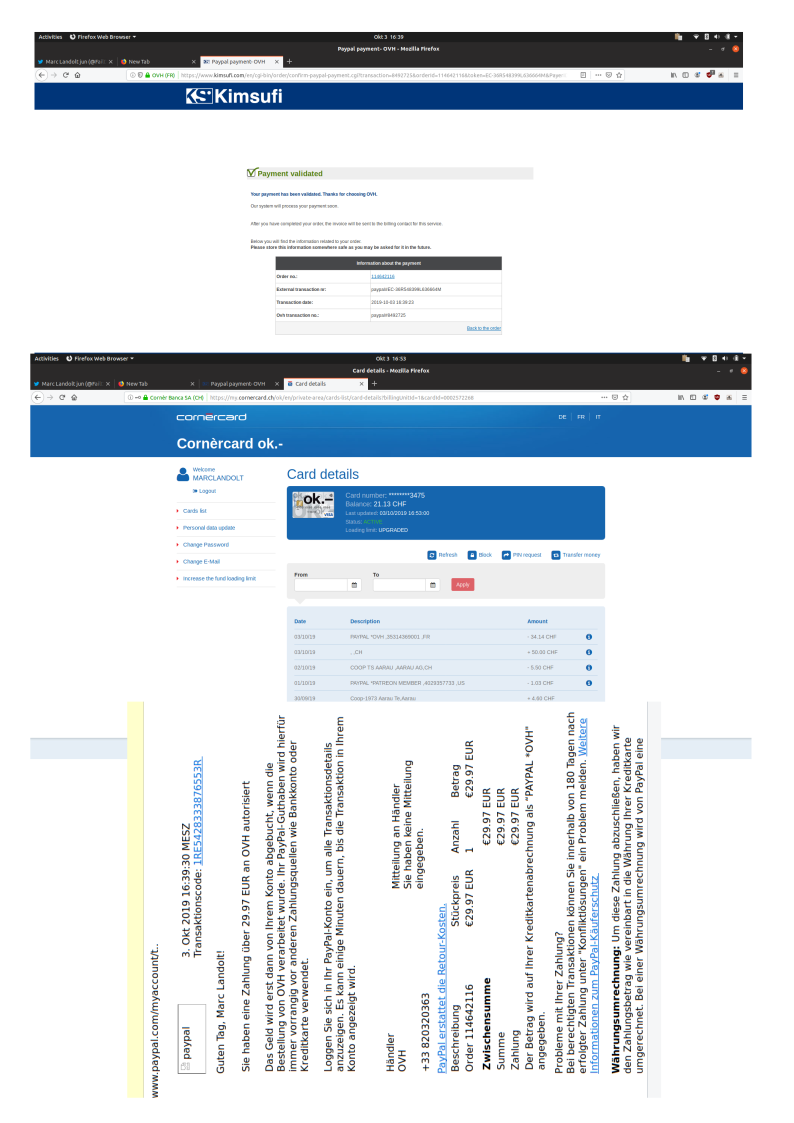 Activities Firefox Web Browser Okt 3 16:39
Paypal payment- OVH - Mozilla Firefox
Marc Landolt Jun (@Fail New Tab Paypal payment-OVH
OVH (FR) https://www.kimsufi.com/en/cgi-bin/order/confirm-paypal-payment.cgi?transaction=8492725&orderId=114642116&token=EC-36R548399L636664M&Payer
KS Kimsufi
Payment validated
Your payment has been validated. Thanks for choosing OVH.
Our system will process your payment soon.
After you have completed your order, the invoice will be sent to the billing contact for this service.
Below you will find the information related to your order.
Please store this information somewhere safe as you may be asked for it in the future.
Information about the payment
Order no.: 114642116
External transaction nr: paypal#EC-36R548399L636664M
Transaction date: 2019-10-03 16:39:23
Ovh transaction no.: paypal#8492725
Back to the order
Activities Firefox Web Browser Okt 3 16:53
Card details - Mozilla Firefox
Marc Landolt Jun (@Fail New Tab Paypal payment-OVH Card details
Cornèr Banca SA (CH) https://my.cornercard.ch/ok/en/private-area/cards-list/card-details?billingUnitId=1&cardId=0002572268
cornercard DE FR IT
Cornèrcard ok.-
Welcome
MARCLANDOLT
Logout
Cards list
Personal data update
Change Password
Change E-Mail
Increase the fund loading limit
Card details
ok.–
VISA
Card number: ********3475
Balance: 21.13 CHF
Last updated: 03/10/2019 16:53:00
Status: ACTIVE
Loading limit: UPGRADED
Refresh Block PIN request Transfer money
From To
Apply
Date Description Amount
03/10/19 PAYPAL *OVH ,35314369001 ,FR - 34.14 CHF
03/10/19 , ,CH + 50.00 CHF
02/10/19 COOP TS AARAU ,AARAU AG,CH - 5.50 CHF
01/10/19 PAYPAL *PATREON MEMBER ,4029357733 ,US - 1.03 CHF
30/09/19 Coop-1973 Aarau Te,Aarau + 4.60 CHF
www.paypal.com/myaccount/t..
paypal
3. Okt 2019 16:39:30 MESZ
Transaktionscode: 1RE5428333876553R
Guten Tag, Marc Landolt!
Sie haben eine Zahlung über 29.97 EUR an OVH autorisiert
Das Geld wird erst dann von Ihrem Konto abgebucht, wenn die
Bestellung von OVH verarbeitet wurde. Ihr PayPal-Guthaben wird hierfür
immer vorrangig vor anderen Zahlungsquellen wie Bankkonto oder
Kreditkarte verwendet.
Loggen Sie sich in Ihr PayPal-Konto ein, um alle Transaktionsdetails
anzuzeigen. Es kann einige Minuten dauern, bis die Transaktion in Ihrem
Konto angezeigt wird.
Händler
OVH
+33 820320363
Mitteilung an Händler
Sie haben keine Mitteilung
eingegeben.
PayPal erstattet die Retour-Kosten.
Beschreibung Stückpreis Anzahl Betrag
Order 114642116 €29.97 EUR 1 €29.97 EUR
Zwischensumme €29.97 EUR
Summe €29.97 EUR
Zahlung €29.97 EUR
Der Betrag wird auf Ihrer Kreditkartenabrechnung als "PAYPAL *OVH"
angegeben.
Probleme mit Ihrer Zahlung?
Bei berechtigten Transaktionen können Sie innerhalb von 180 Tagen nach
erfolgter Zahlung unter "Konfliktlösungen" ein Problem melden. Weitere
Informationen zum PayPal-Käuferschutz
Währungsumrechnung: Um diese Zahlung abzuschließen, haben wir
den Zahlungsbetrag wie vereinbart in die Währung Ihrer Kreditkarte
umgerechnet. Bei einer Währungsumrechnung wird von PayPal eine